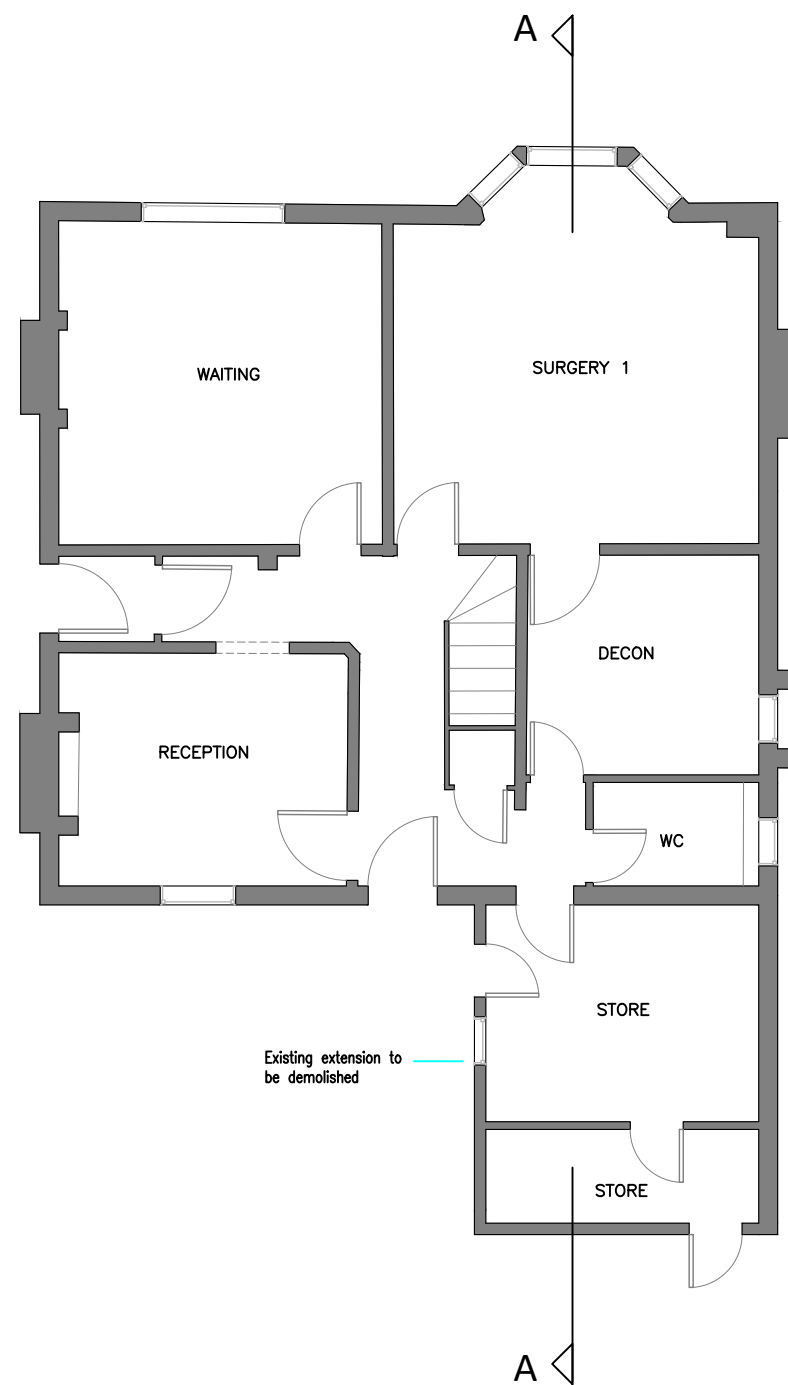 A
WAITING
SURGERY 1
DECON
RECEPTION
WC
STORE
Existing extension to
be demolished
STORE
A